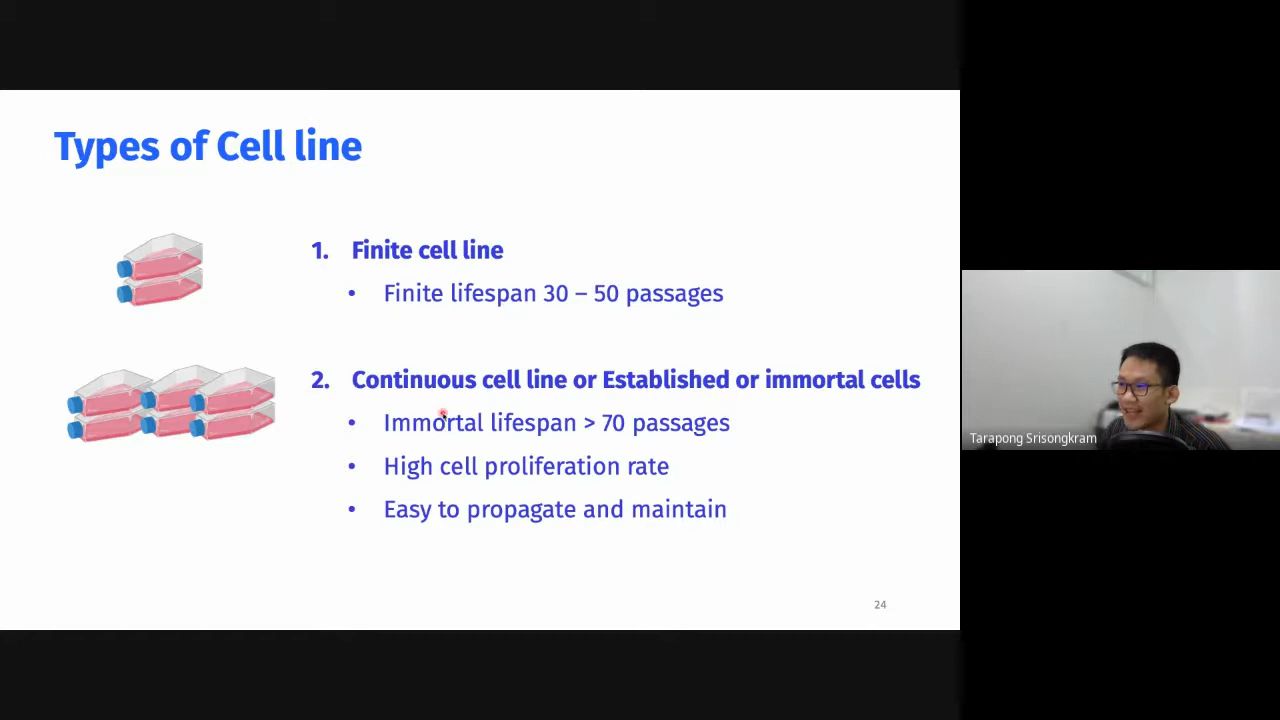 Types of Cell line
1. Finite cell line
• Finite lifespan 30 – 50 passages
2. Continuous cell line or Established or immortal cells
• Immortal lifespan > 70 passages
• High cell proliferation rate
• Easy to propagate and maintain
24
Tarapong Srisongkram